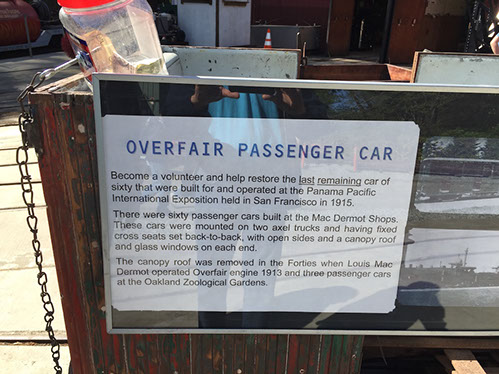 OVERFAIR PASSENGER CAR
Become a volunteer and help restore the last remaining car of
sixty that were built for and operated at the Panama Pacific
International Exposition held in San Francisco in 1915.
There were sixty passenger cars built at the Mac Dermot Shops.
These cars were mounted on two axel trucks and having fixed
cross seats set back-to-back, with open sides and a canopy roof
and glass windows on each end.
The canopy roof was removed in the Forties when Louis Mac
Dermot operated Overfair engine 1913 and three passenger cars
at the Oakland Zoological Gardens.